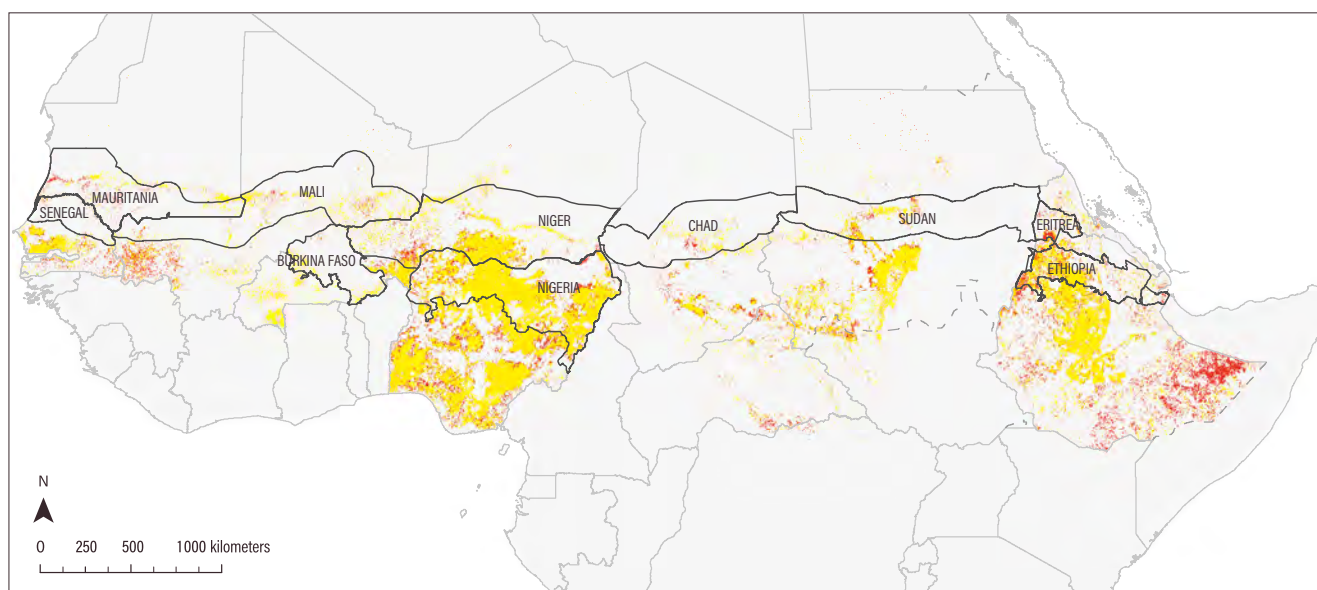 MAURITANIA
MALI
SENEGAL
NIGER
CHAD
SUDAN
ERITREA
BURKINA FASO
ETHIOPIA
NIGERIA
N
0 250 500 1000 kilometers